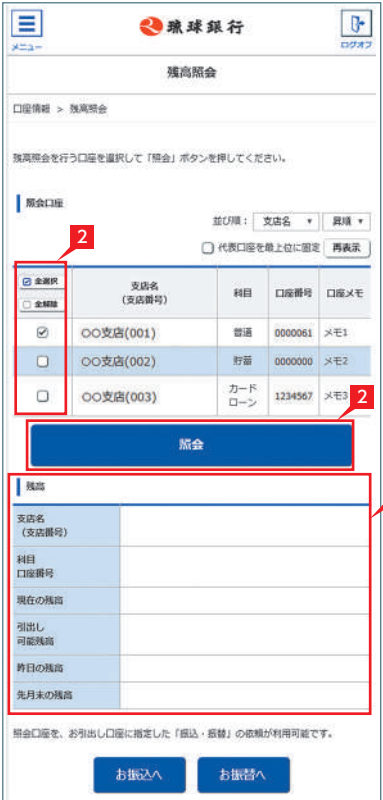 メニュー
琉球銀行
ログオフ
残高照会
口座情報 > 残高照会
残高照会を行う口座を選択して「照会」ボタンを押してください。
照会口座
2
並び順: 支店名 昇順
代表口座を最上位に固定 再表示
全選択
全解除
支店名
(支店番号)
科目
口座番号
口座メモ
〇〇支店(001) 普通 0000061 メモ1
〇〇支店(002) 貯蓄 0000000 メモ2
〇〇支店(003) カード
ローン 1234567 メモ3
2
照会
残高
支店名
(支店番号)
科目
口座番号
現在の残高
引出し
可能残高
昨日の残高
先月末の残高
照会口座を、お引出し口座に指定した「振込・振替」の依頼が利用可能です。
お振込へ お振替へ